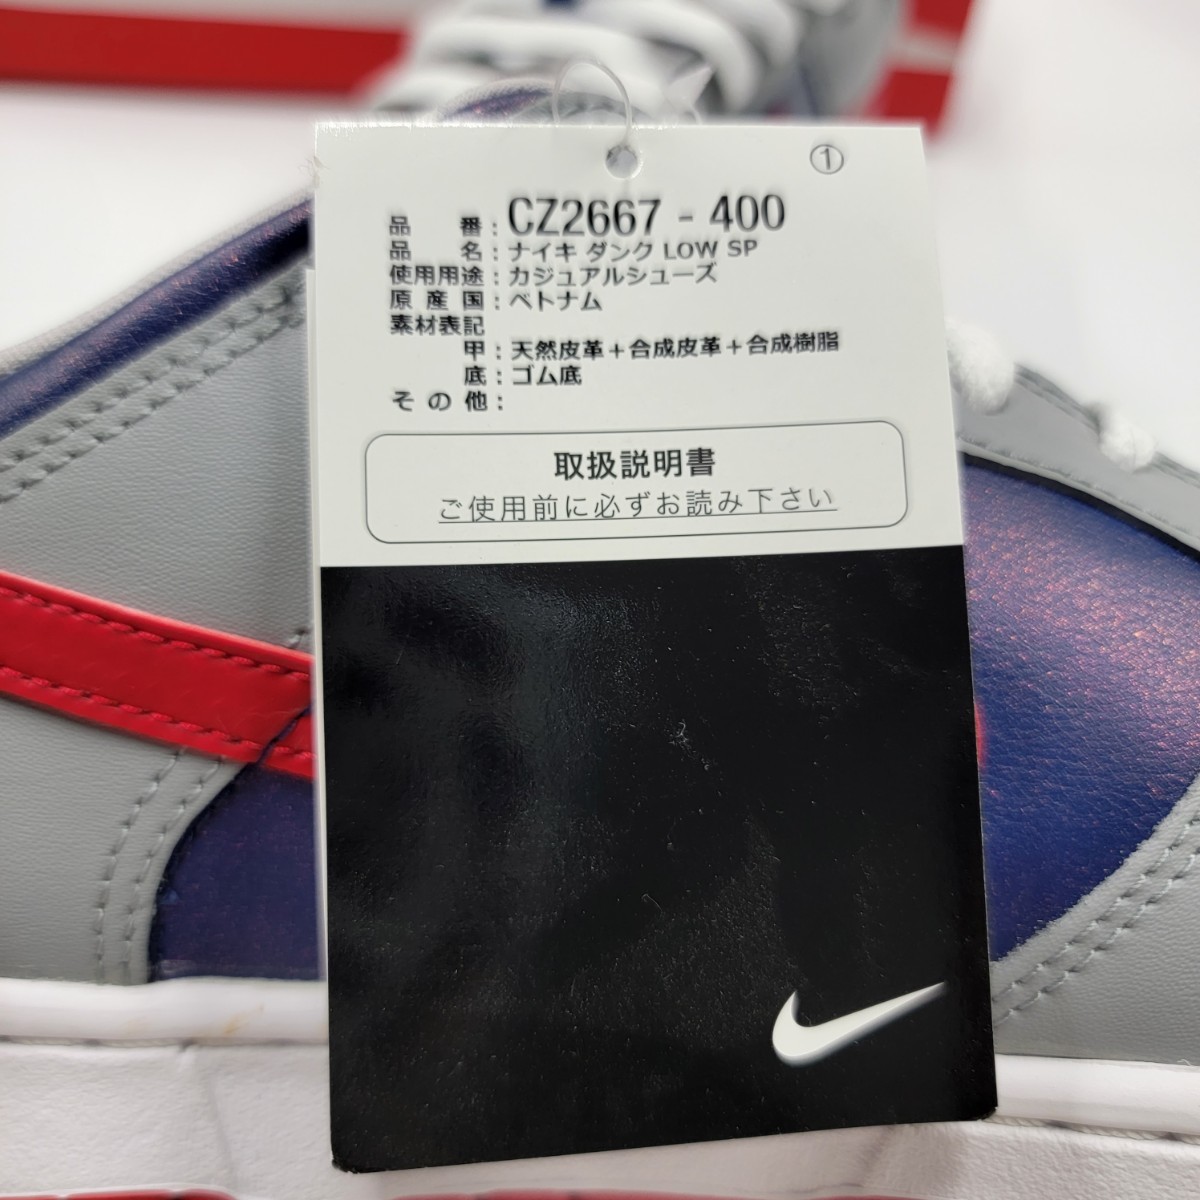 ①
品 番：CZ2667 - 400
品 名：ナイキ ダンク LOW SP
使用用途：カジュアルシューズ
原 産 国：ベトナム
素材表記
甲：天然皮革＋合成皮革＋合成樹脂
底：ゴム底
そ の 他：
取扱説明書
ご使用前に必ずお読み下さい